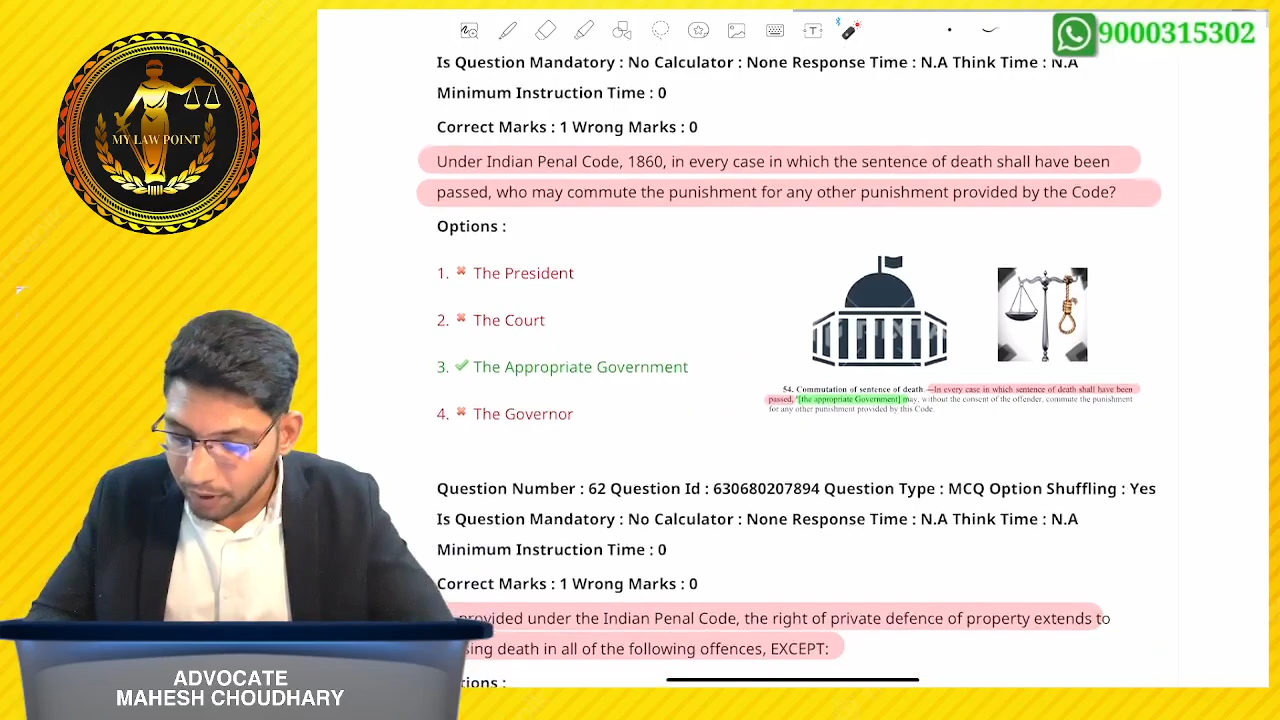 9000315302
MY LAW POINT
Is Question Mandatory : No Calculator : None Response Time : N.A Think Time : N.A
Minimum Instruction Time : 0
Correct Marks : 1 Wrong Marks : 0
Under Indian Penal Code, 1860, in every case in which the sentence of death shall have been
passed, who may commute the punishment for any other punishment provided by the Code?
Options :
1. The President
2. The Court
3. The Appropriate Government
4. The Governor
54. Commutation of sentence of death.—In every case in which sentence of death shall have been
passed, [the appropriate Government] may, without the consent of the offender, commute the punishment
for any other punishment provided by this Code.
Question Number : 62 Question Id : 630680207894 Question Type : MCQ Option Shuffling : Yes
Is Question Mandatory : No Calculator : None Response Time : N.A Think Time : N.A
Minimum Instruction Time : 0
Correct Marks : 1 Wrong Marks : 0
provided under the Indian Penal Code, the right of private defence of property extends to
sing death in all of the following offences, EXCEPT:
tions :
ADVOCATE
MAHESH CHOUDHARY